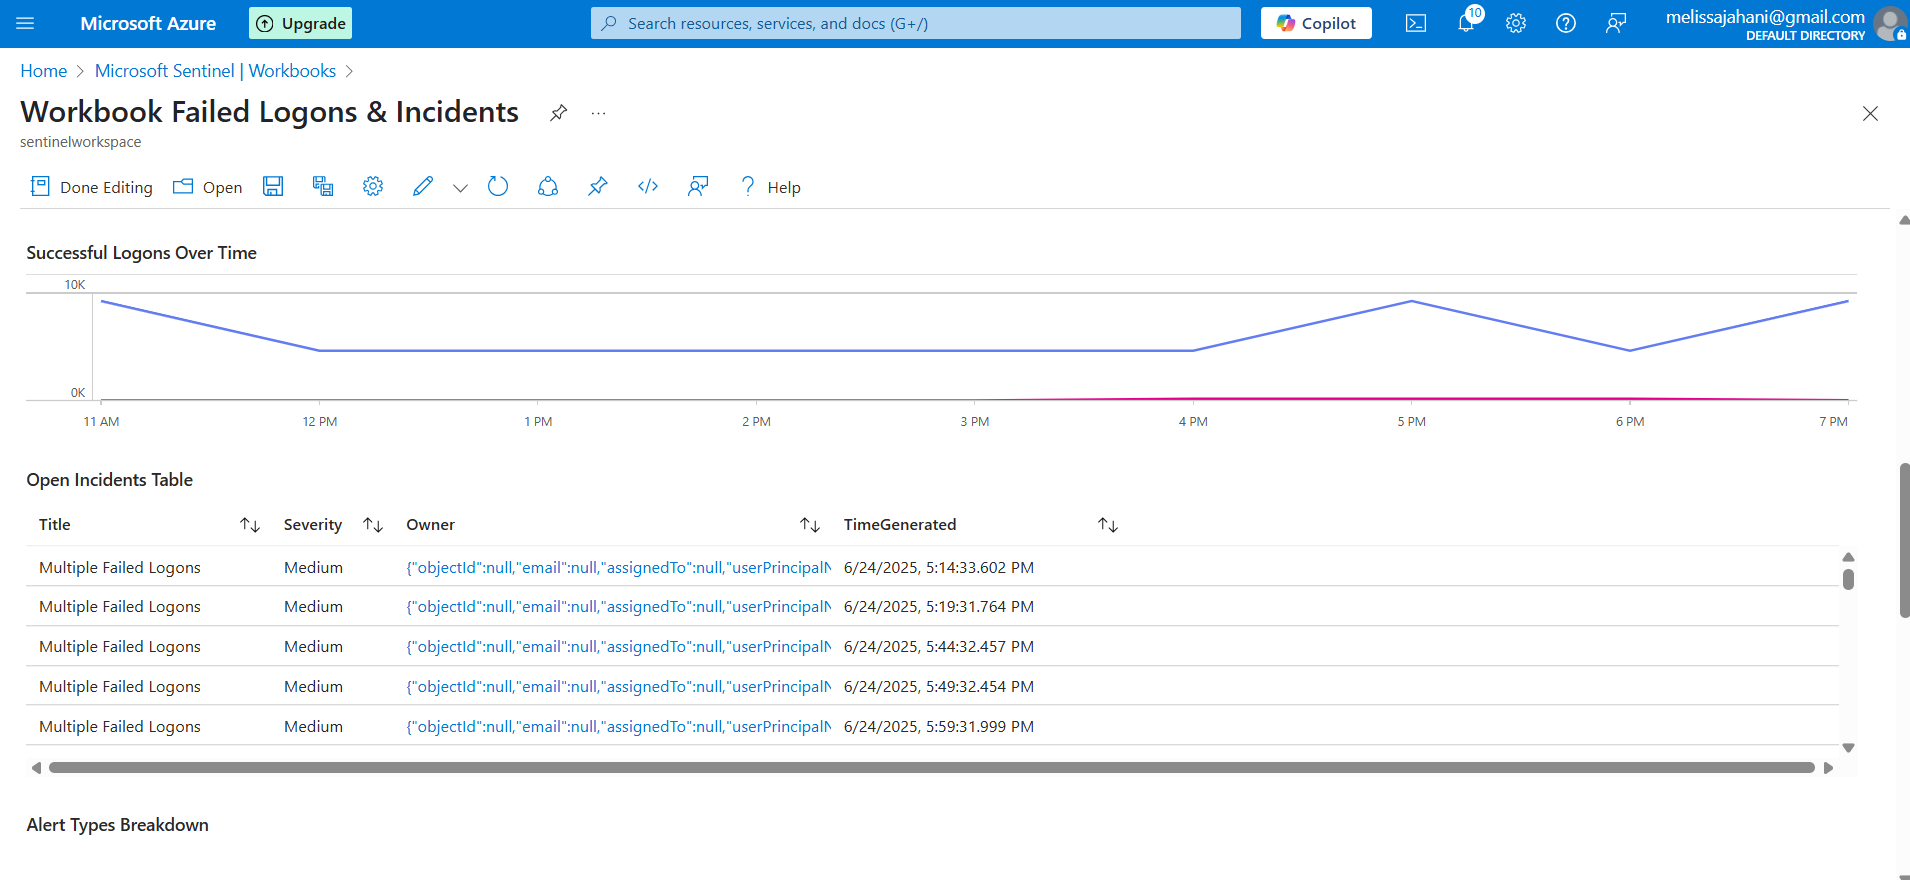 Microsoft Azure
Upgrade
Search resources, services, and docs (G+/)
Copilot
10
melissajahani@gmail.com
DEFAULT DIRECTORY
Home > Microsoft Sentinel | Workbooks >
Workbook Failed Logons & Incidents
sentinelworkspace
Done Editing
Open
Help
Successful Logons Over Time
10K
0K
11 AM 12 PM 1 PM 2 PM 3 PM 4 PM 5 PM 6 PM 7 PM
Open Incidents Table
Title Severity Owner TimeGenerated
Multiple Failed Logons Medium {"objectId":null,"email":null,"assignedTo":null,"userPrincipalN 6/24/2025, 5:14:33.602 PM
Multiple Failed Logons Medium {"objectId":null,"email":null,"assignedTo":null,"userPrincipalN 6/24/2025, 5:19:31.764 PM
Multiple Failed Logons Medium {"objectId":null,"email":null,"assignedTo":null,"userPrincipalN 6/24/2025, 5:44:32.457 PM
Multiple Failed Logons Medium {"objectId":null,"email":null,"assignedTo":null,"userPrincipalN 6/24/2025, 5:49:32.454 PM
Multiple Failed Logons Medium {"objectId":null,"email":null,"assignedTo":null,"userPrincipalN 6/24/2025, 5:59:31.999 PM
Alert Types Breakdown